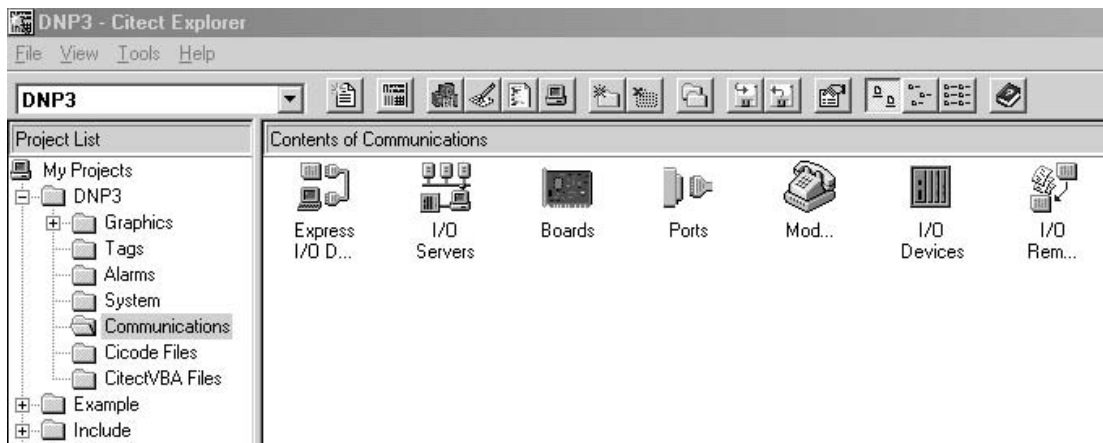 DNP3 - Citect Explorer
File View Tools Help
DNP3
Project List
Contents of Communications
My Projects
DNP3
Graphics
Tags
Alarms
System
Communications
Cicode Files
CitectVBA Files
Example
Include
Express
I/O D...
I/O
Servers
Boards
Ports
Mod...
I/O
Devices
I/O
Rem...